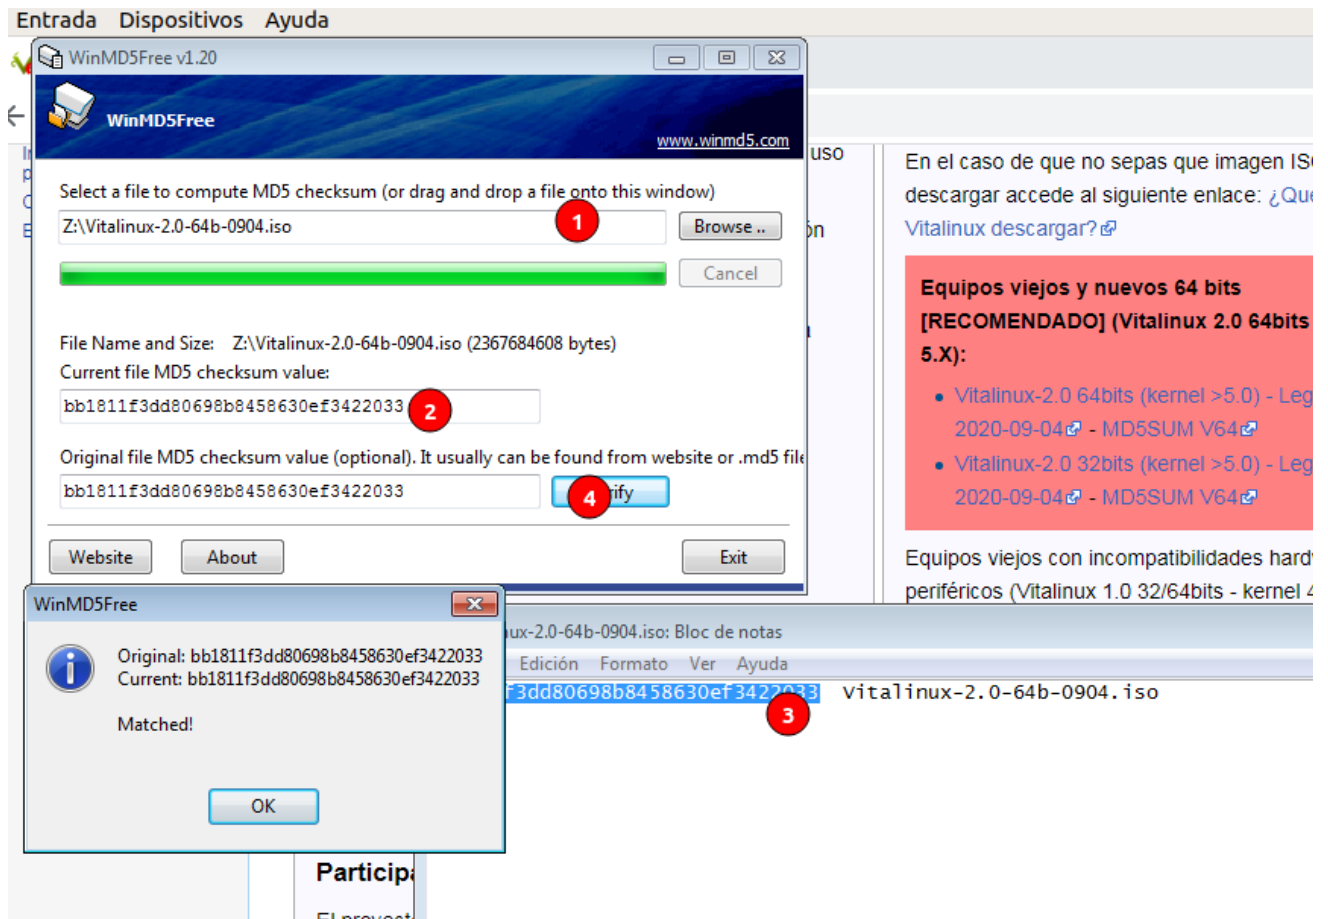 Entrada Dispositivos Ayuda
WinMD5Free v1.20
WinMD5Free
www.winmd5.com
Select a file to compute MD5 checksum (or drag and drop a file onto this window)
Z:\Vitalinux-2.0-64b-0904.iso
1
Browse ..
Cancel
File Name and Size: Z:\Vitalinux-2.0-64b-0904.iso (2367684608 bytes)
Current file MD5 checksum value:
bb1811f3dd80698b8458630ef3422033
2
Original file MD5 checksum value (optional). It usually can be found from website or .md5 file
bb1811f3dd80698b8458630ef3422033
4
Website
About
Exit
uso
En el caso de que no sepas que imagen
descargar accede al siguiente enlace:
Vitalinux descargar?
Equipos viejos y nuevos 64 bits
[RECOMENDADO] (Vitalinux 2.0 64bits
5.X):
Vitalinux-2.0 64bits (kernel >5.0) - Leg
2020-09-04 - MD5SUM V64
Vitalinux-2.0 32bits (kernel >5.0) - Leg
2020-09-04 - MD5SUM V64
Equipos viejos con incompatibilidades hard
periféricos (Vitalinux 1.0 32/64bits - kernel
WinMD5Free
Original: bb1811f3dd80698b8458630ef3422033
Current: bb1811f3dd80698b8458630ef3422033
Matched!
OK
ux-2.0-64b-0904.iso: Bloc de notas
Edición Formato Ver Ayuda
f3dd80698b8458630ef3422033 Vitalinux-2.0-64b-0904.iso
3
Particip